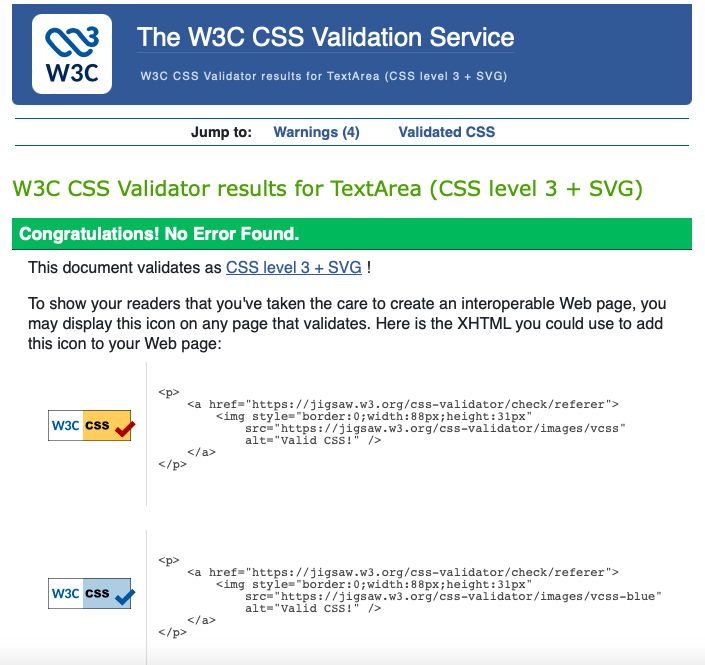 W3C
The W3C CSS Validation Service
W3C CSS Validator results for TextArea (CSS level 3 + SVG)
Jump to: Warnings (4) Validated CSS
W3C CSS Validator results for TextArea (CSS level 3 + SVG)
Congratulations! No Error Found.
This document validates as CSS level 3 + SVG !
To show your readers that you've taken the care to create an interoperable Web page, you
may display this icon on any page that validates. Here is the XHTML you could use to add
this icon to your Web page:
W3C css
<p>
<a href="https://jigsaw.w3.org/css-validator/check/referer">
<img style="border:0;width:88px;height:31px"
src="https://jigsaw.w3.org/css-validator/images/vcss"
alt="Valid CSS!" />
</a>
</p>
W3C css
<p>
<a href="https://jigsaw.w3.org/css-validator/check/referer">
<img style="border:0;width:88px;height:31px"
src="https://jigsaw.w3.org/css-validator/images/vcss-blue"
alt="Valid CSS!" />
</a>
</p>